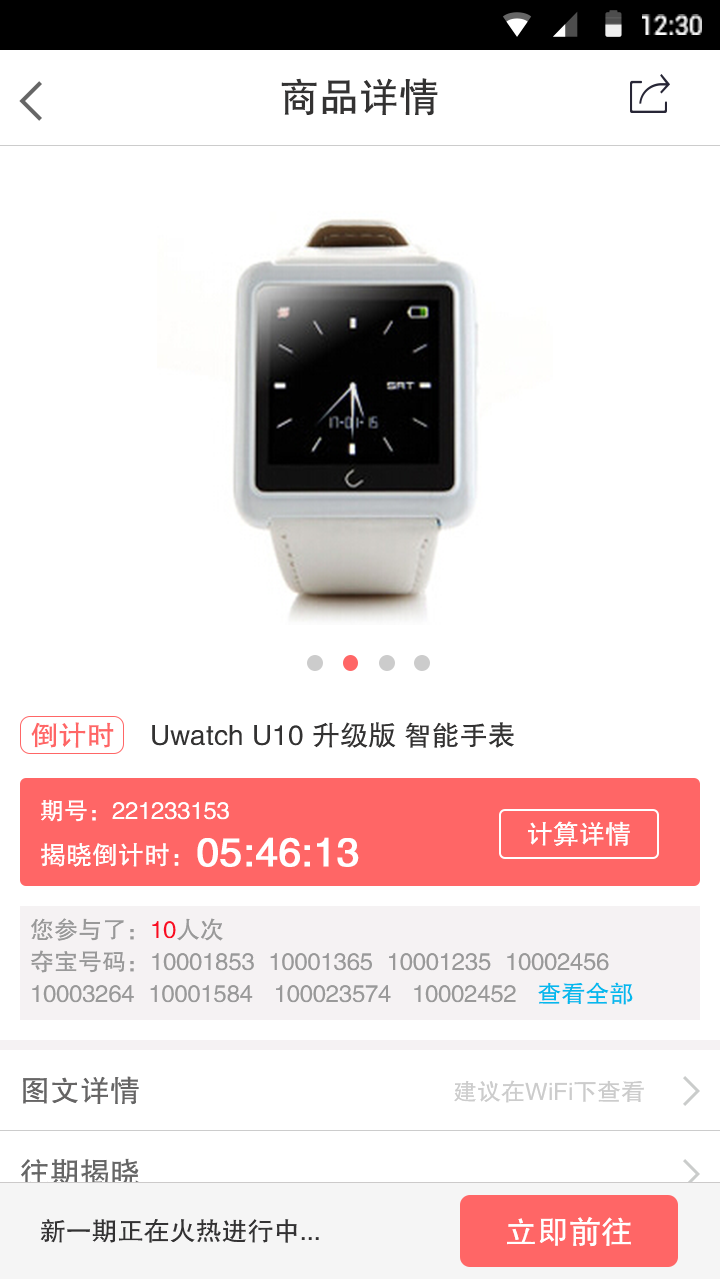 12:30
商品详情
SAT
17-01-15
倒计时 Uwatch U10 升级版 智能手表
期号：221233153
计算详情
揭晓倒计时：05:46:13
您参与了：10人次
夺宝号码：10001853 10001365 10001235 10002456
10003264 10001584 100023574 10002452 查看全部
图文详情 建议在WiFi下查看
往期揭晓
新一期正在火热进行中... 立即前往